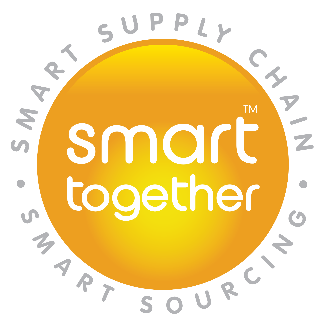 SMART SUPPLY CHAIN
smart™
together
• SMART SOURCING •